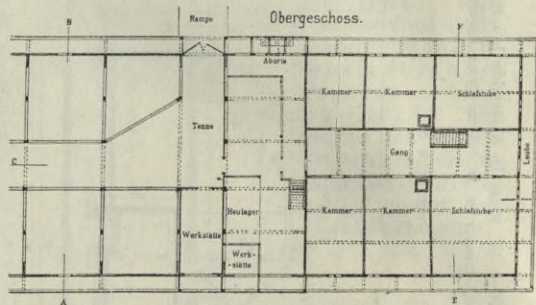 Obergeschoss.
Rampe
B
F
Aborte
Kammer
Kammer
Schlafstube
Tenne
C
Gang
Laube
Heulager
Kammer
Kammer
Schlafstube
Werkstätte
Werk-
stätte
A
E